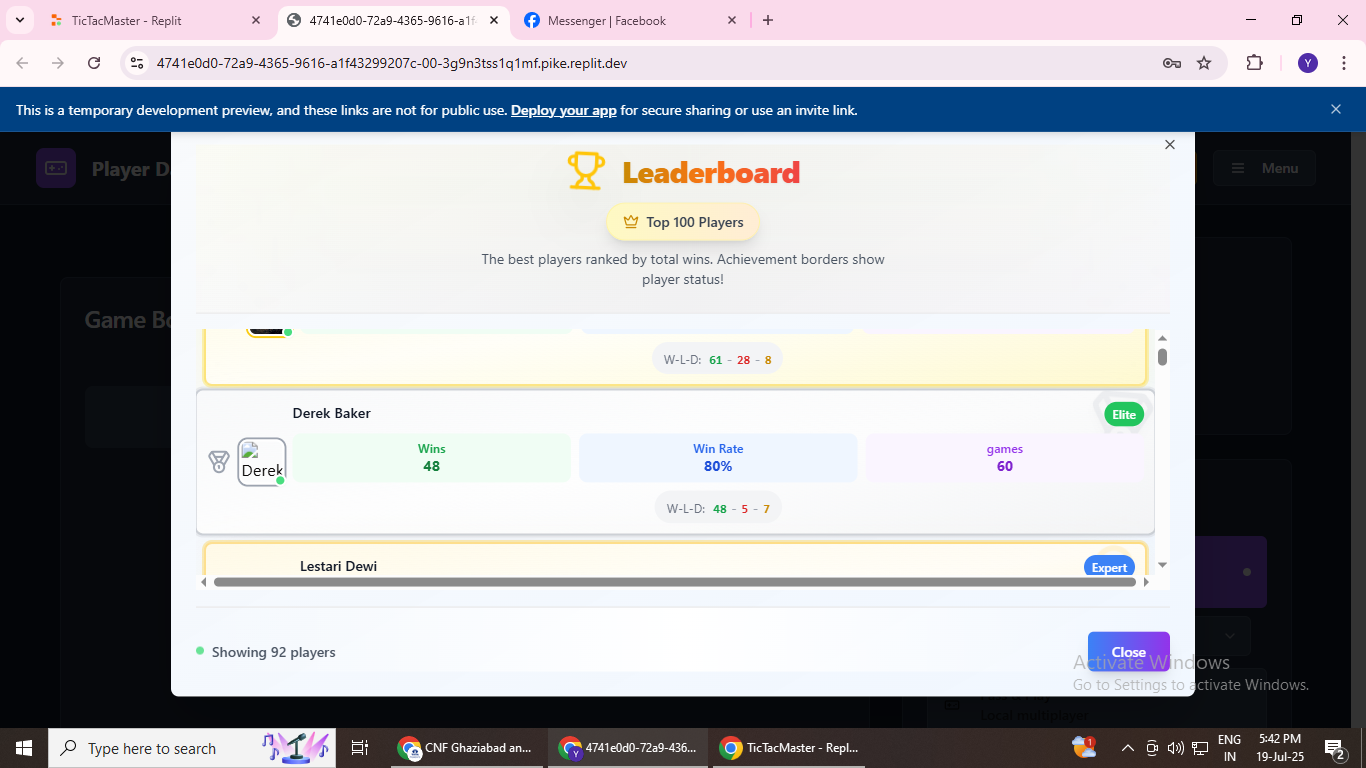 TicTacMaster - Replit
4741e0d0-72a9-4365-9616-a1f4
Messenger | Facebook
4741e0d0-72a9-4365-9616-a1f43299207c-00-3g9n3tss1q1mf.pike.replit.dev
Y
This is a temporary development preview, and these links are not for public use. Deploy your app for secure sharing or use an invite link.
Player D
Menu
Leaderboard
Top 100 Players
The best players ranked by total wins. Achievement borders show
player status!
Game Bo
W-L-D: 61 - 28 - 8
Derek Baker
Elite
Wins
Win Rate
games
Derek
48
80%
60
W-L-D: 48 - 5 - 7
Lestari Dewi
Expert
Showing 92 players
Close
Activate Windows
Go to Settings to activate Windows.
Local multiplayer
Type here to search
CNF Ghaziabad an...
Y
4741e0d0-72a9-436...
TicTacMaster - Repl...
1
ENG
IN
5:42 PM
19-Jul-25
2